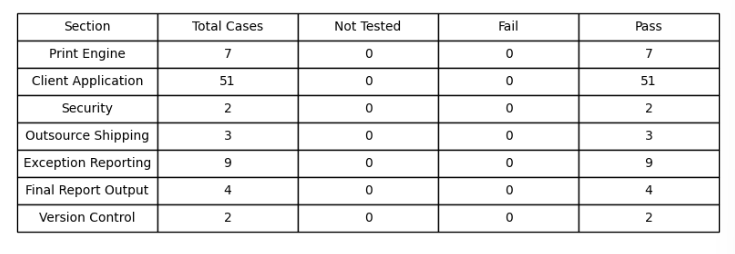 Section Total Cases Not Tested Fail Pass
Print Engine 7 0 0 7
Client Application 51 0 0 51
Security 2 0 0 2
Outsource Shipping 3 0 0 3
Exception Reporting 9 0 0 9
Final Report Output 4 0 0 4
Version Control 2 0 0 2